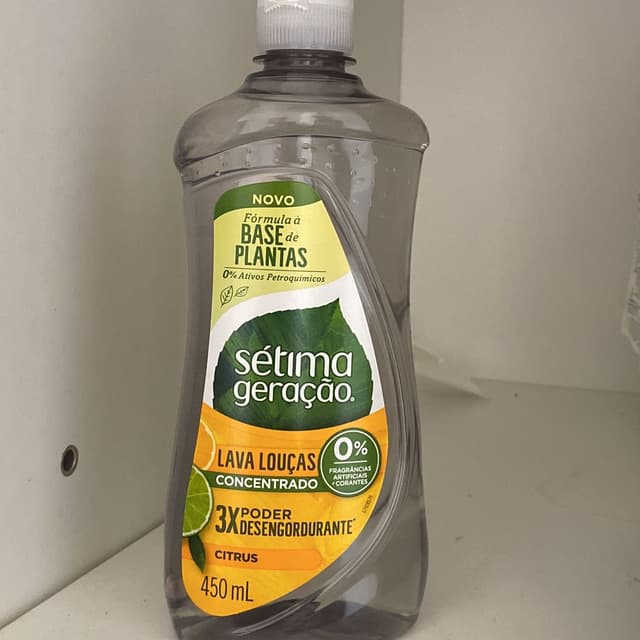 NOVO
Fórmula à
BASE de
PLANTAS
0% Ativos Petroquímicos
sétima
geração®
LAVA LOUÇAS
CONCENTRADO
0%
FRAGRÂNCIAS
ARTIFICIAIS
+ CORANTES
3X PODER
DESENGORDURANTE*
CITRUS
450 mL